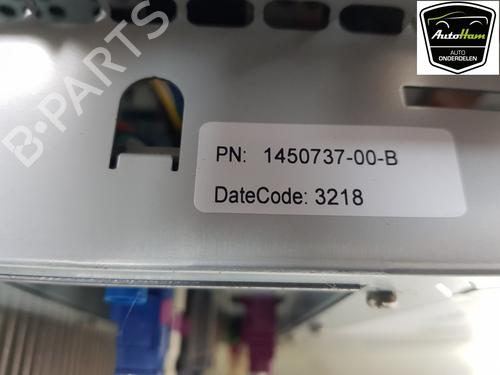 AutoHam
AUTO
ONDERDELEN
B-PARTS
PN: 1450737-00-B
DateCode: 3218